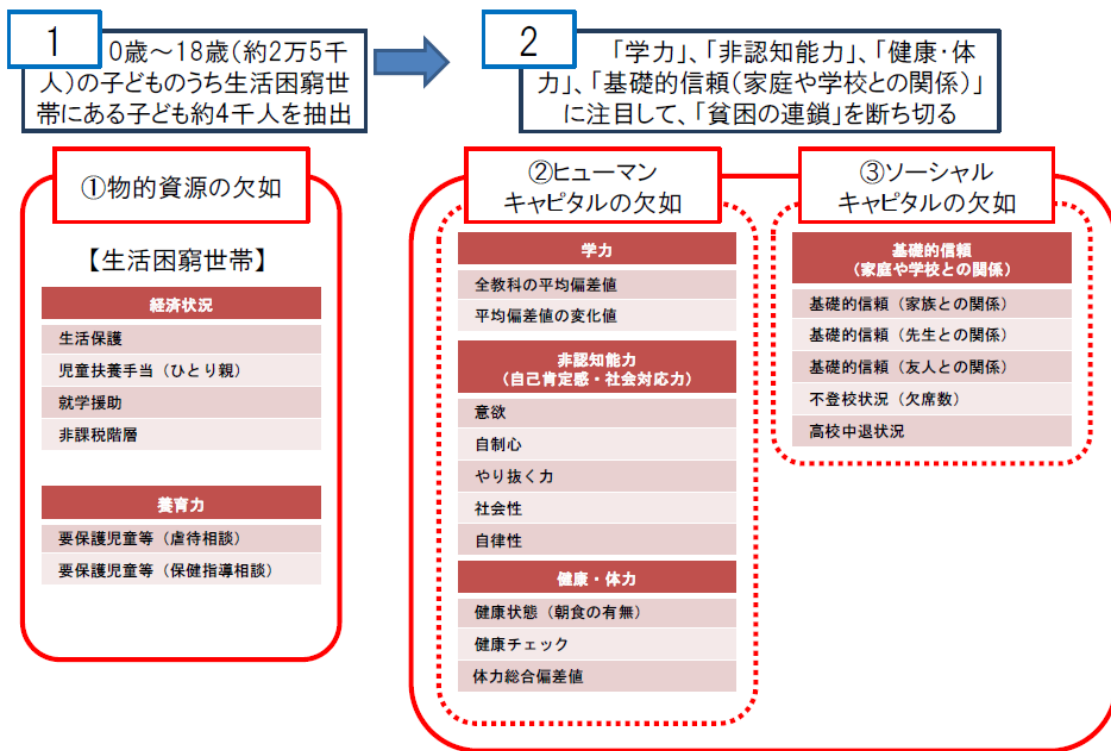 1
0歳～18歳(約2万5千
人)の子どものうち生活困窮世
帯にある子ども約4千人を抽出
2
「学力」、「非認知能力」、「健康・体
力」、「基礎的信頼(家庭や学校との関係)」
に注目して、「貧困の連鎖」を断ち切る
①物的資源の欠如
【生活困窮世帯】
経済状況
生活保護
児童扶養手当（ひとり親）
就学援助
非課税階層
養育力
要保護児童等（虐待相談）
要保護児童等（保健指導相談）
②ヒューマン
キャピタルの欠如
学力
全教科の平均偏差値
平均偏差値の変化値
非認知能力
（自己肯定感・社会対応力）
意欲
自制心
やり抜く力
社会性
自律性
健康・体力
健康状態（朝食の有無）
健康チェック
体力総合偏差値
③ソーシャル
キャピタルの欠如
基礎的信頼
（家庭や学校との関係）
基礎的信頼（家族との関係）
基礎的信頼（先生との関係）
基礎的信頼（友人との関係）
不登校状況（欠席数）
高校中退状況